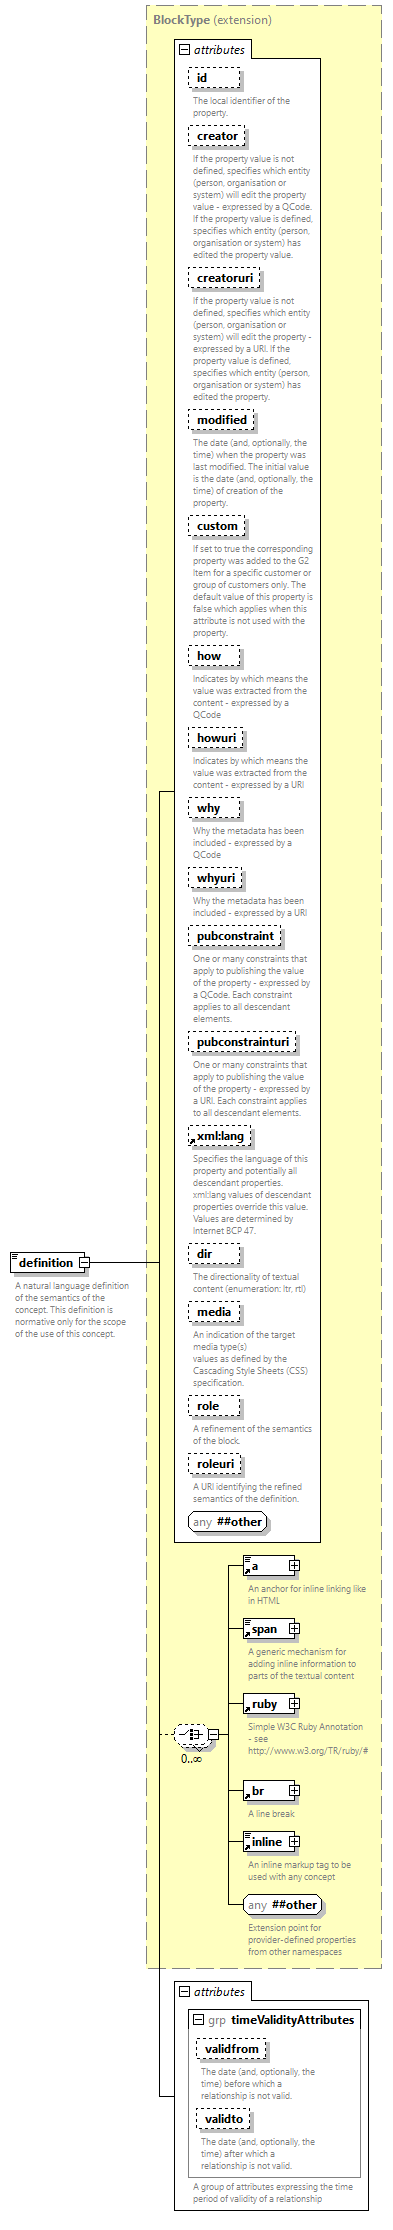 BlockType (extension)
attributes
id
The local identifier of the
property.
creator
If the property value is not
defined, specifies which entity
(person, organisation or
system) will edit the property
value - expressed by a QCode.
If the property value is defined,
specifies which entity (person,
organisation or system) has
edited the property value.
creatoruri
If the property value is not
defined, specifies which entity
(person, organisation or
system) will edit the property -
expressed by a URI. If the
property value is defined,
specifies which entity (person,
organisation or system) has
edited the property.
modified
The date (and, optionally, the
time) when the property was
last modified. The initial value
is the date (and, optionally, the
time) of creation of the
property.
custom
If set to true the corresponding
property was added to the G2
Item for a specific customer or
group of customers only. The
default value of this property is
false which applies when this
attribute is not used with the
property.
how
Indicates by which means the
value was extracted from the
content - expressed by a
QCode
howuri
Indicates by which means the
value was extracted from the
content - expressed by a URI
why
Why the metadata has been
included - expressed by a
QCode
whyuri
Why the metadata has been
included - expressed by a URI
pubconstraint
One or many constraints that
apply to publishing the value
of the property - expressed by
a QCode. Each constraint
applies to all descendant
elements.
pubconstrainturi
One or many constraints that
apply to publishing the value
of the property - expressed by
a URI. Each constraint applies
to all descendant elements.
xml:lang
Specifies the language of this
property and potentially all
descendant properties.
xml:lang values of descendant
properties override this value.
Values are determined by
Internet BCP 47.
dir
The directionality of textual
content (enumeration: ltr, rtl)
media
An indication of the target
media type(s)
values as defined by the
Cascading Style Sheets (CSS)
specification.
role
A refinement of the semantics
of the block.
roleuri
A URI identifying the refined
semantics of the definition.
any ##other
definition
A natural language definition
of the semantics of the
concept. This definition is
normative only for the scope
of the use of this concept.
0..∞
a
An anchor for inline linking like
in HTML
span
A generic mechanism for
adding inline information to
parts of the textual content
ruby
Simple W3C Ruby Annotation
- see
http://www.w3.org/TR/ruby/#
br
A line break
inline
An inline markup tag to be
used with any concept
any ##other
Extension point for
provider-defined properties
from other namespaces
attributes
grp timeValidityAttributes
validfrom
The date (and, optionally, the
time) before which a
relationship is not valid.
validto
The date (and, optionally, the
time) after which a
relationship is not valid.
A group of attributes expressing the time
period of validity of a relationship